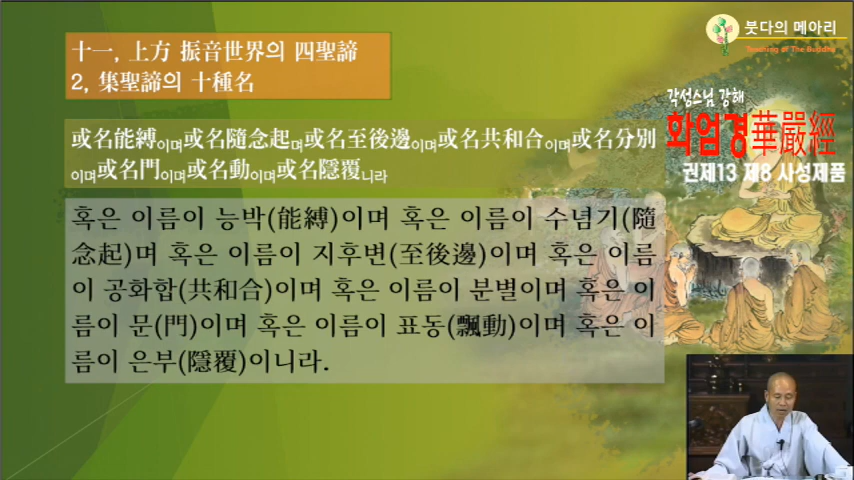 붓다의 메아리
Teaching of The Buddha
十一, 上方 振音世界의 四聖諦
2, 集聖諦의 十種名
각성스님 강해
화엄경華嚴經
권제13 제8 사성제품
或名能縛이며或名隨念起며或名至後邊이며或名共和合이며或名分別
이며或名門이며或名動이며或名隱覆니라
혹은 이름이 능박(能縛)이며 혹은 이름이 수념기(隨
念起)며 혹은 이름이 지후변(至後邊)이며 혹은 이름
이 공화합(共和合)이며 혹은 이름이 분별이며 혹은 이
름이 문(門)이며 혹은 이름이 표동(飄動)이며 혹은 이
름이 은부(隱覆)이니라.